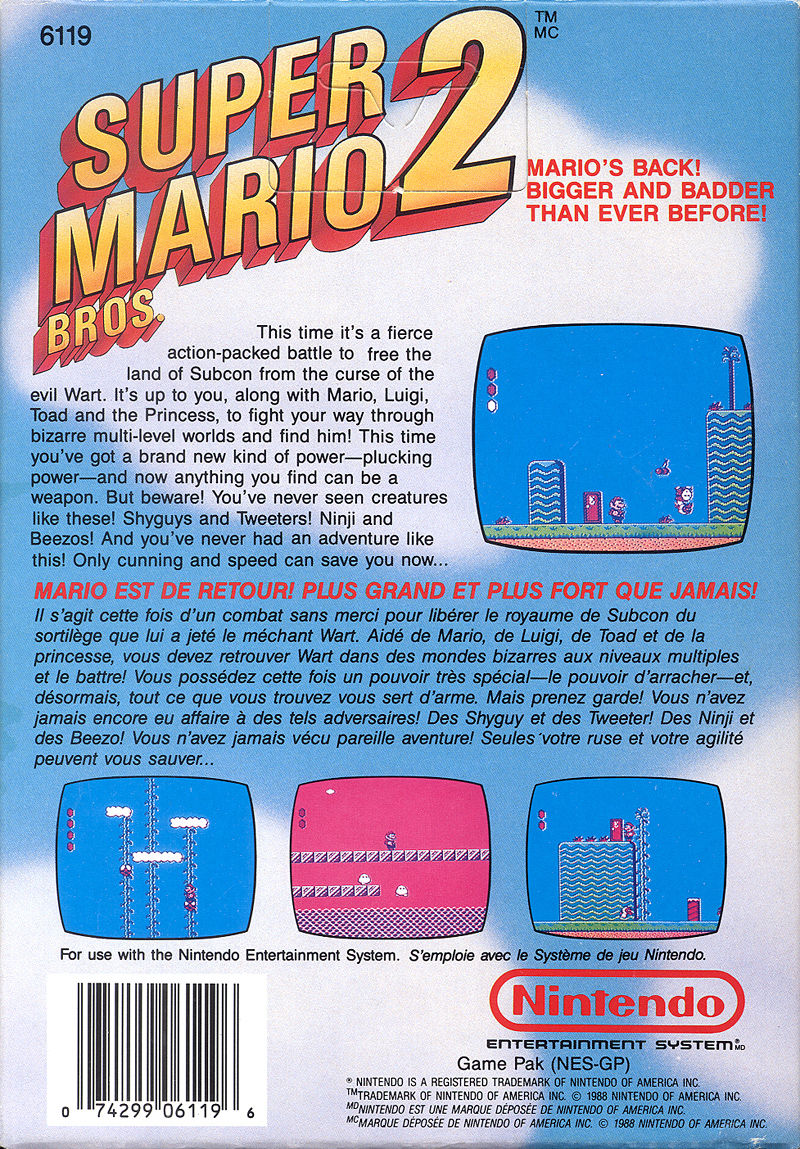 6119
SUPER
MARIO
BROS. 2
TM
MC
MARIO'S BACK!
BIGGER AND BADDER
THAN EVER BEFORE!
This time it's a fierce
action-packed battle to free the
land of Subcon from the curse of the
evil Wart. It's up to you, along with Mario, Luigi,
Toad and the Princess, to fight your way through
bizarre multi-level worlds and find him! This time
you've got a brand new kind of power—plucking
power—and now anything you find can be a
weapon. But beware! You've never seen creatures
like these! Shyguys and Tweeters! Ninji and
Beezos! And you've never had an adventure like
this! Only cunning and speed can save you now...
MARIO EST DE RETOUR! PLUS GRAND ET PLUS FORT QUE JAMAIS!
Il s'agit cette fois d'un combat sans merci pour libérer le royaume de Subcon du
sortilège que lui a jeté le méchant Wart. Aidé de Mario, de Luigi, de Toad et de la
princesse, vous devez retrouver Wart dans des mondes bizarres aux niveaux multiples
et le battre! Vous possédez cette fois un pouvoir très spécial—le pouvoir d'arracher—et,
désormais, tout ce que vous trouvez vous sert d'arme. Mais prenez garde! Vous n'avez
jamais encore eu affaire à des tels adversaires! Des Shyguy et des Tweeter! Des Ninji et
des Beezo! Vous n'avez jamais vécu pareille aventure! Seules votre ruse et votre agilité
peuvent vous sauver...
For use with the Nintendo Entertainment System. S'emploie avec le Système de jeu Nintendo.
Nintendo
ENTERTAINMENT SYSTEM® MD
Game Pak (NES-GP)
® NINTENDO IS A REGISTERED TRADEMARK OF NINTENDO OF AMERICA INC.
TM TRADEMARK OF NINTENDO OF AMERICA INC. © 1988 NINTENDO OF AMERICA INC.
MD NINTENDO EST UNE MARQUE DÉPOSÉE DE NINTENDO OF AMERICA INC.
MC MARQUE DÉPOSÉE DE NINTENDO OF AMERICA INC. © 1988 NINTENDO OF AMERICA INC.
0 74299 06119 6